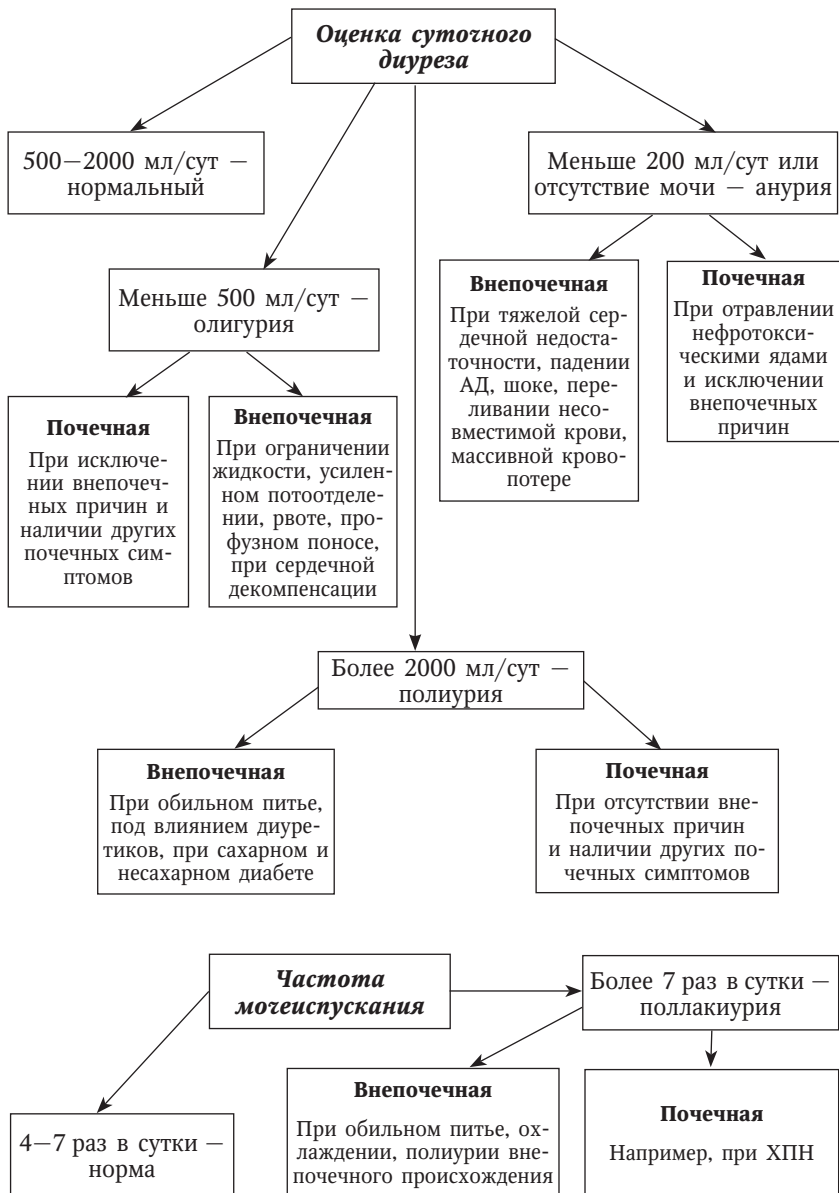 Оценка суточного
диуреза
500—2000 мл/сут —
нормальный
Меньше 200 мл/сут или
отсутствие мочи — анурия
Меньше 500 мл/сут —
олигурия
Внепочечная
При тяжелой сер-
дечной недоста-
точности, падении
АД, шоке, пере-
ливании несо-
вместимой крови,
массивной крово-
потере
Почечная
При отравлении
нефротокси-
ческими ядами
и исключении
внепочечных
причин
Почечная
При исключе-
нии внепочеч-
ных причин и
наличии других
почечных сим-
птомов
Внепочечная
При ограничении
жидкости, усилен-
ном потоотделе-
нии, рвоте, про-
фузном поносе,
при сердечной
декомпенсации
Более 2000 мл/сут —
полиурия
Внепочечная
При обильном питье,
под влиянием диуре-
тиков, при сахарном и
несахарном диабете
Почечная
При отсутствии вне-
почечных причин
и наличии других по-
чечных симптомов
Частота
мочеиспускания
Более 7 раз в сутки —
поллакиурия
4—7 раз в сутки —
норма
Внепочечная
При обильном питье, ох-
лаждении, полиурии вне-
почечного происхождения
Почечная
Например, при ХПН